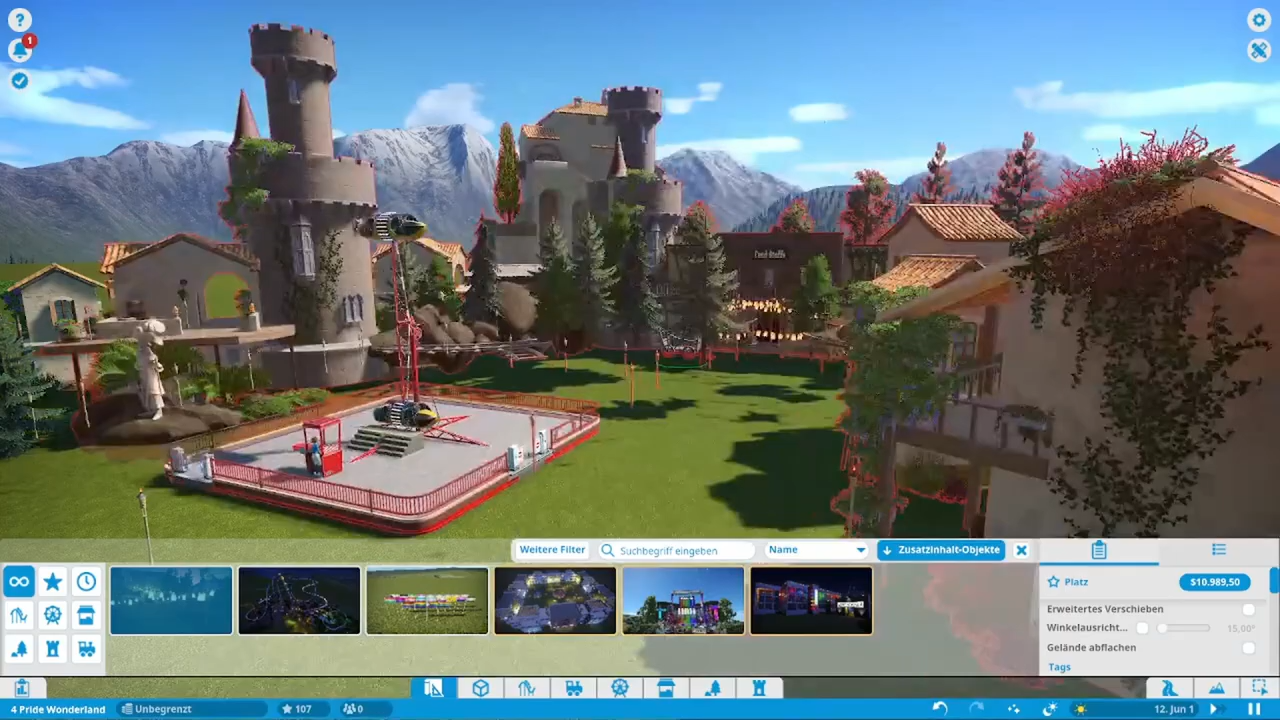 ?
1
Weitere Filter
Suchbegriff eingeben
Name
Zusatzinhalt-Objekte
Platz
$10.989,50
Erweitertes Verschieben
Winkelausricht...
15,00°
Gelände abflachen
Tags
4 Pride Wonderland
Unbegrenzt
107
0
12. Jun 1